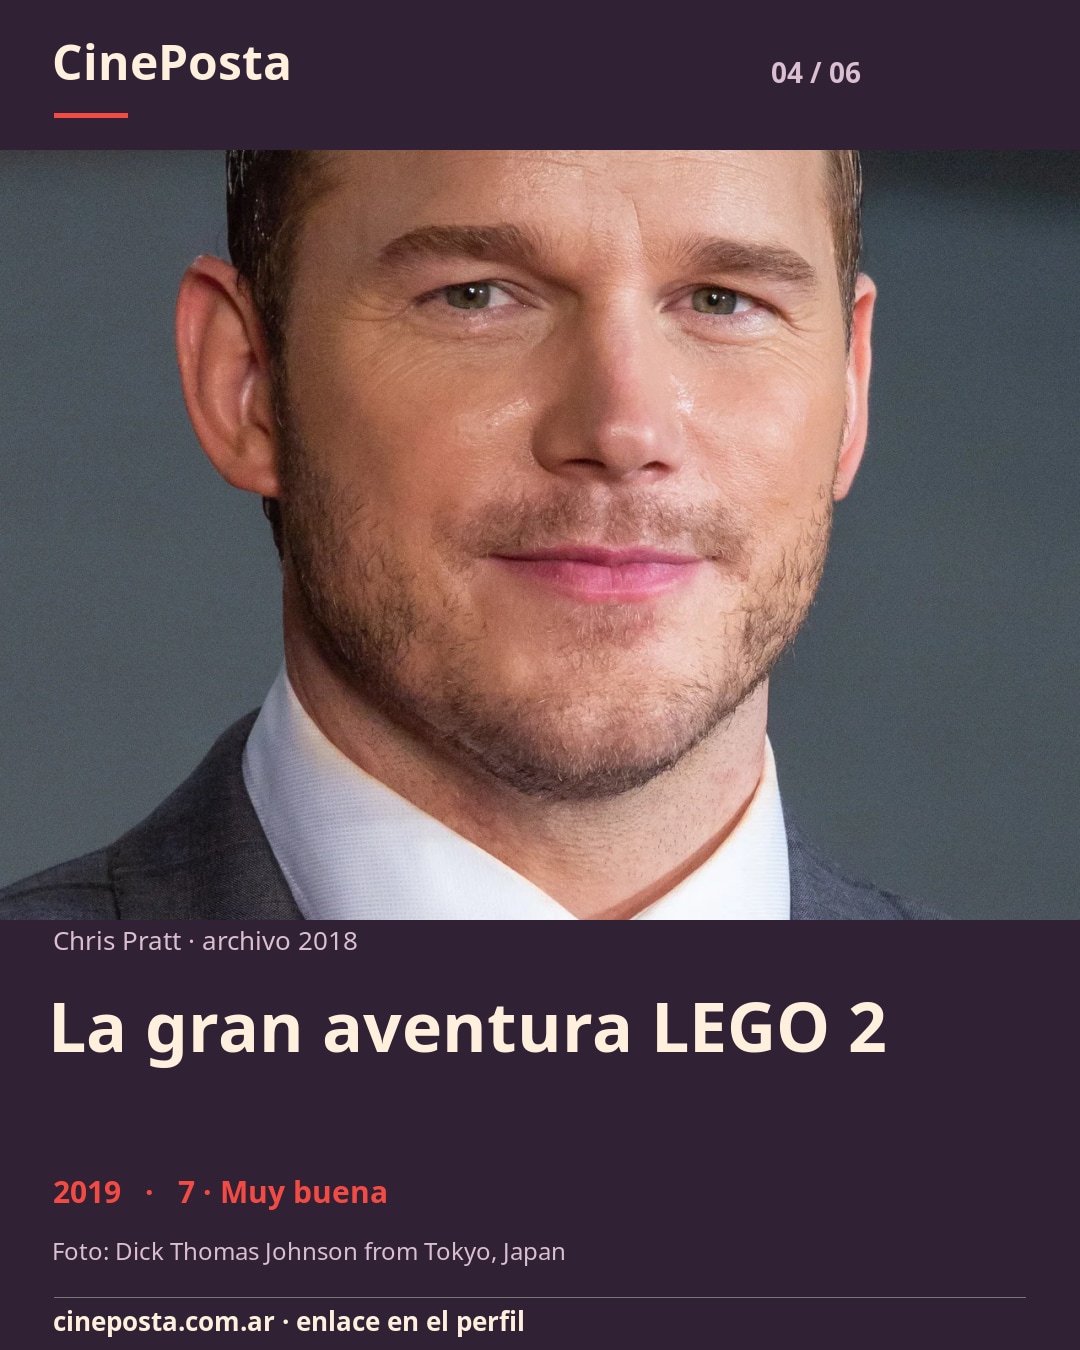 CinePosta
04 / 06
Chris Pratt · archivo 2018
La gran aventura LEGO 2
2019 · 7 · Muy buena
Foto: Dick Thomas Johnson from Tokyo, Japan
cineposta.com.ar · enlace en el perfil